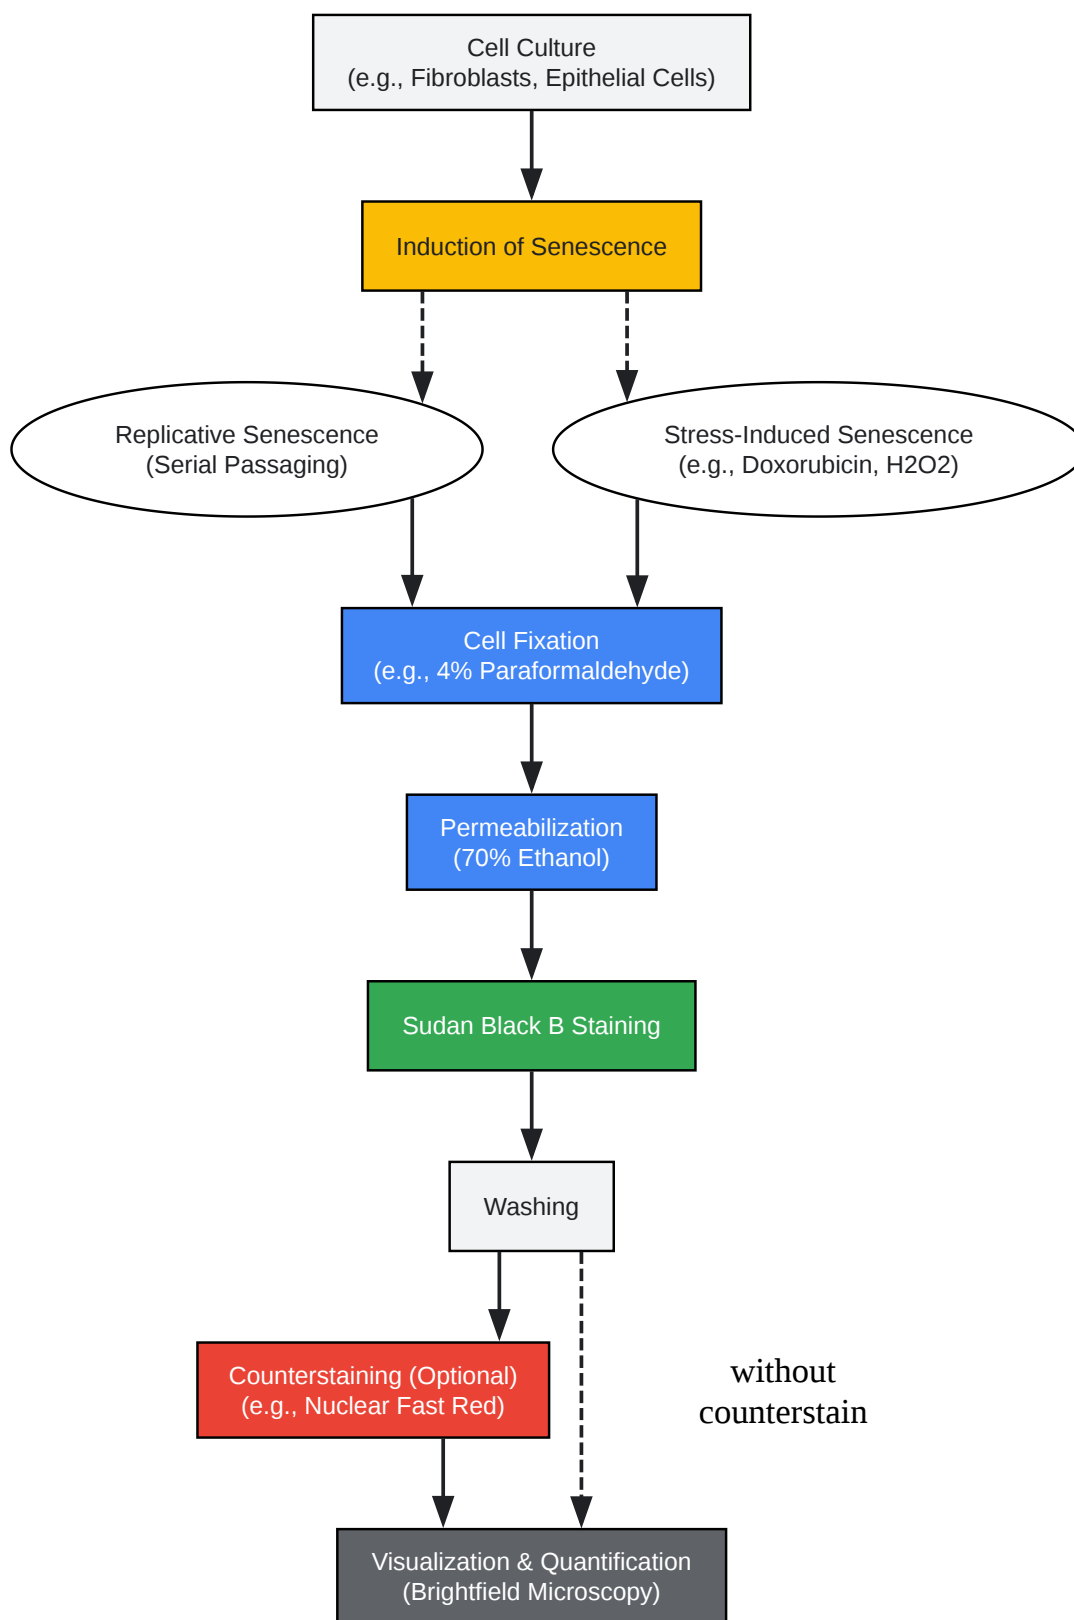 Cell Culture
(e.g., Fibroblasts, Epithelial Cells)
Induction of Senescence
Replicative Senescence
(Serial Passaging)
Stress-Induced Senescence
(e.g., Doxorubicin, H2O2)
Cell Fixation
(e.g., 4% Paraformaldehyde)
Permeabilization
(70% Ethanol)
Sudan Black B Staining
Washing
Counterstaining (Optional)
(e.g., Nuclear Fast Red)
without
counterstain
Visualization & Quantification
(Brightfield Microscopy)